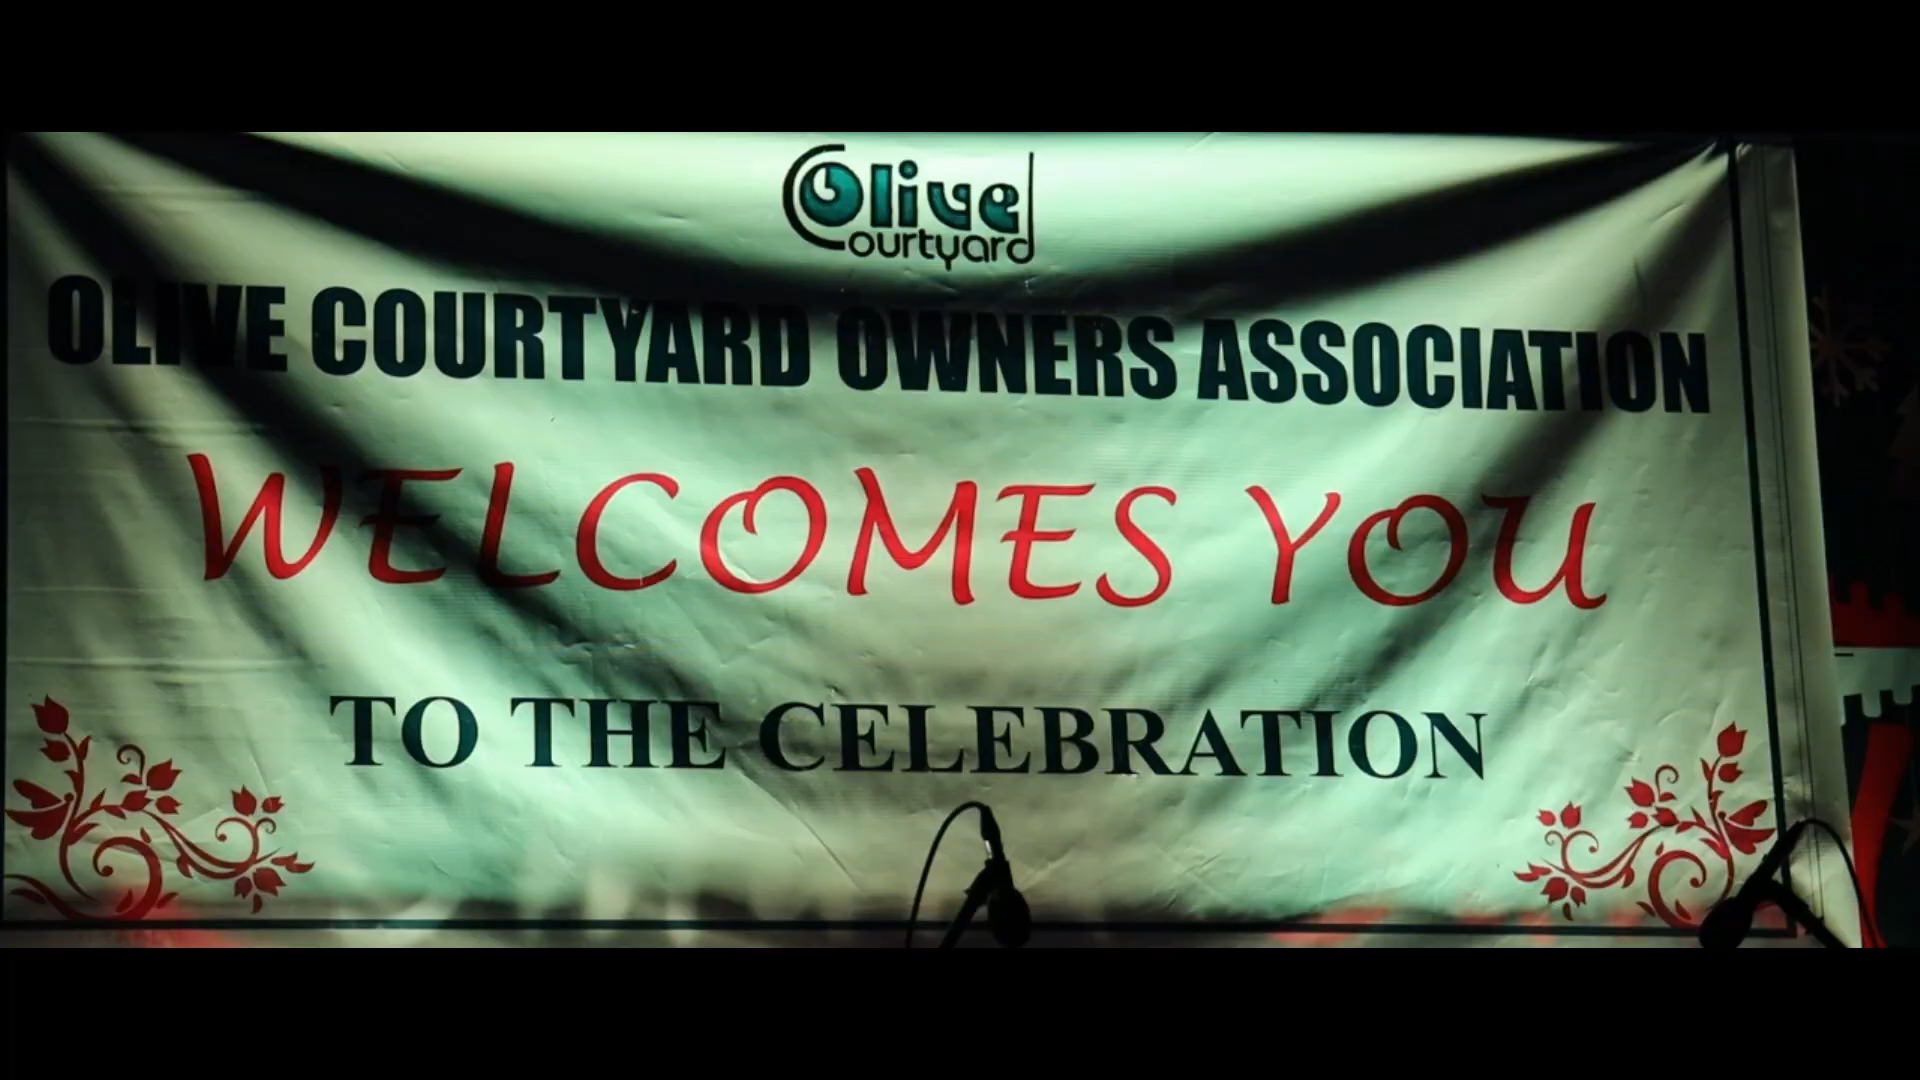 Olive
Courtyard
OLIVE COURTYARD OWNERS ASSOCIATION
WELCOMES YOU
TO THE CELEBRATION